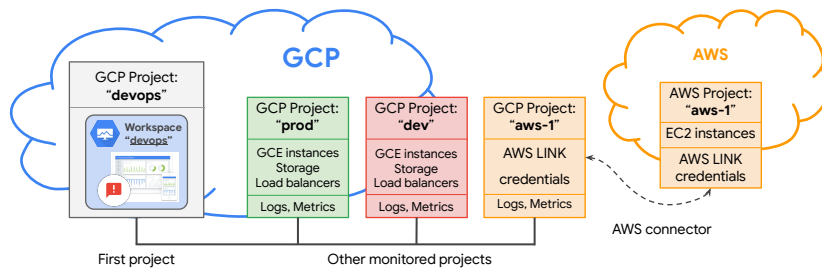 GCP
AWS
GCP Project:
“devops”
Workspace
“devops”
GCP Project:
“prod”
GCE instances
Storage
Load balancers
Logs, Metrics
GCP Project:
“dev”
GCE instances
Storage
Load balancers
Logs, Metrics
GCP Project:
“aws-1”
AWS LINK
credentials
Logs, Metrics
AWS Project:
“aws-1”
EC2 instances
AWS LINK
credentials
AWS connector
First project
Other monitored projects